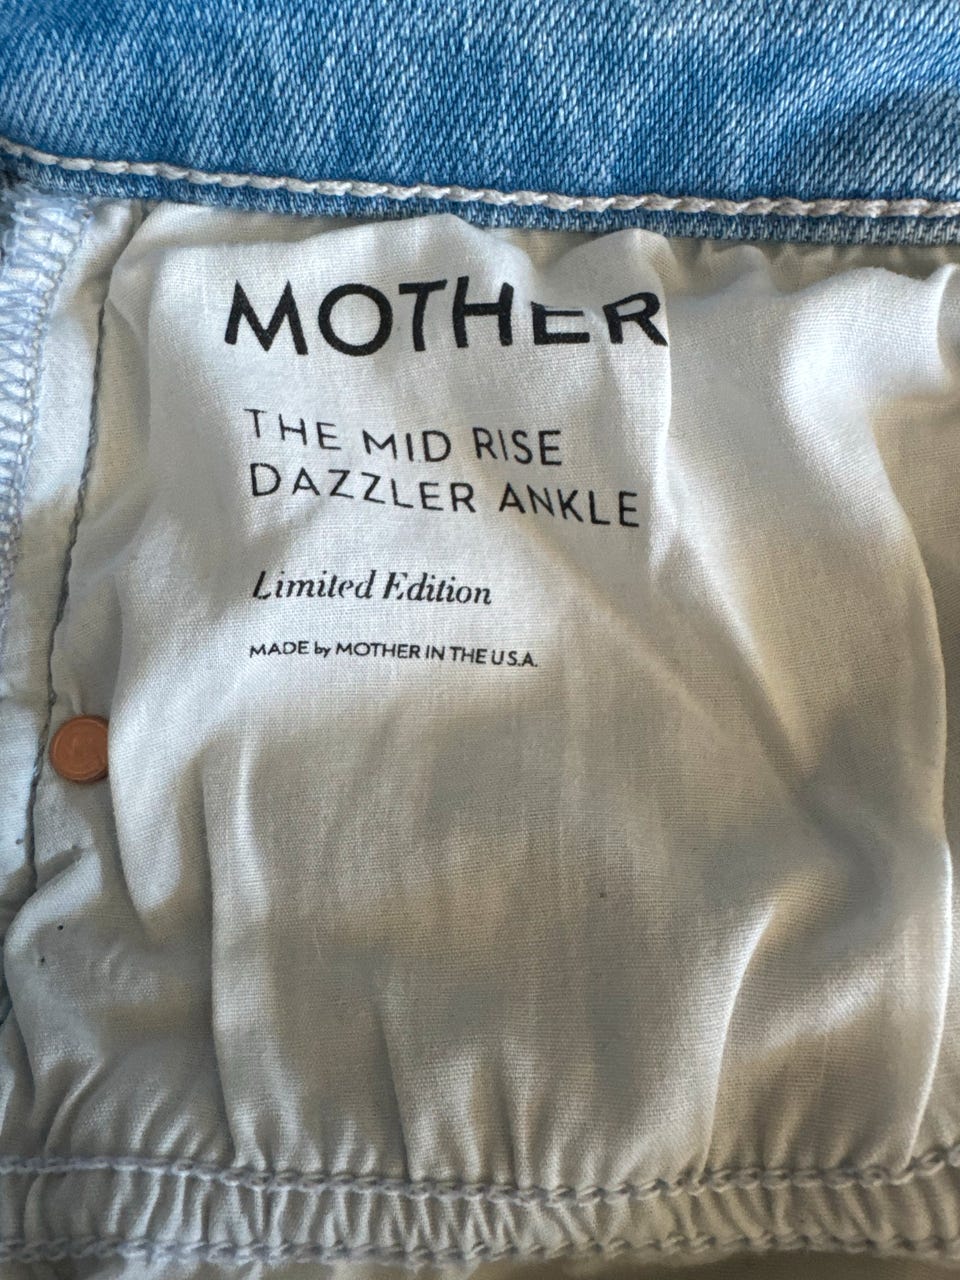 MOTHER
THE MID RISE
DAZZLER ANKLE
Limited Edition
MADE by MOTHER IN THE U.S.A.